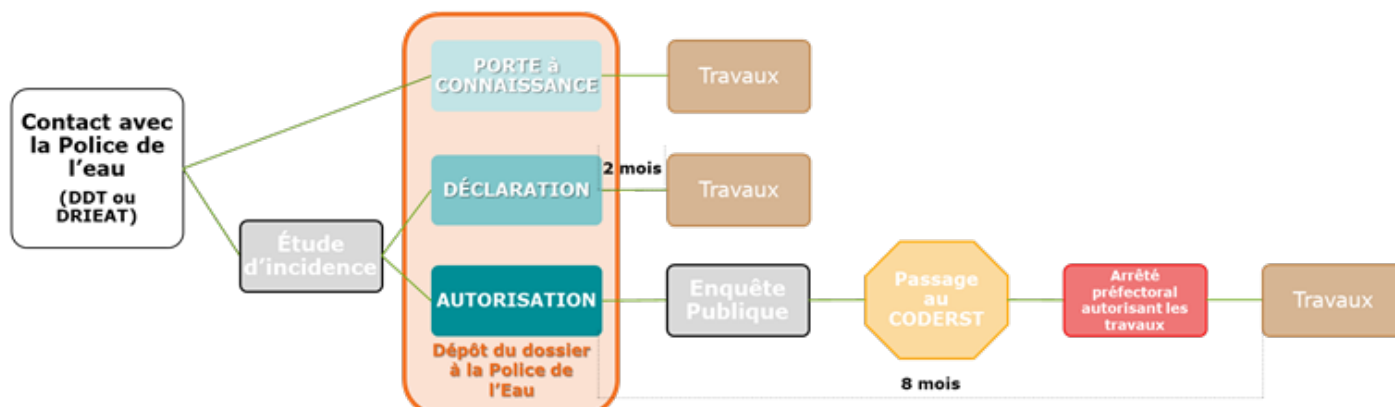 Contact avec
la Police de
l'eau
(DDT ou
DRIEAT)
Étude
d'incidence
PORTE à
CONNAISSANCE
Travaux
DÉCLARATION
2 mois
Travaux
AUTORISATION
Enquête
Publique
Passage
au
CODERST
Arrêté
préfectoral
autorisant les
travaux
Travaux
Dépôt du dossier
à la Police de
l'Eau
8 mois